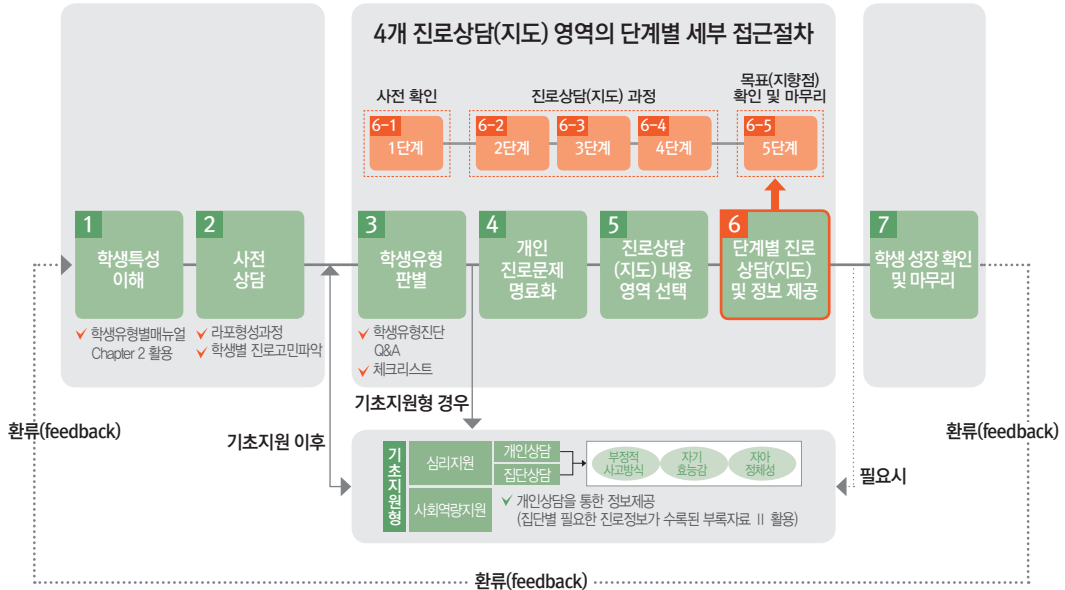 4개 진로상담(지도) 영역의 단계별 세부 접근절차
사전 확인
진로상담(지도) 과정
목표(지향점)
확인 및 마무리
6-1
1단계
6-2
2단계
6-3
3단계
6-4
4단계
6-5
5단계
1
학생특성
이해
2
사전
상담
3
학생유형
판별
4
개인
진로문제
명료화
5
진로상담
(지도) 내용
영역 선택
6
단계별 진로
상담(지도)
및 정보 제공
7
학생 성장 확인
및 마무리
학생유형별매뉴얼
Chapter 2 활용
라포형성과정
학생별 진로고민파악
학생유형진단
Q&A
체크리스트
기초지원형 경우
환류(feedback)
기초지원 이후
환류(feedback)
필요시
기초지원형
심리지원
개인상담
집단상담
부정적
사고방식
자기
효능감
자아
정체성
사회역량지원
개인상담을 통한 정보제공
(집단별 필요한 진로정보가 수록된 부록자료 Ⅱ 활용)
환류(feedback)